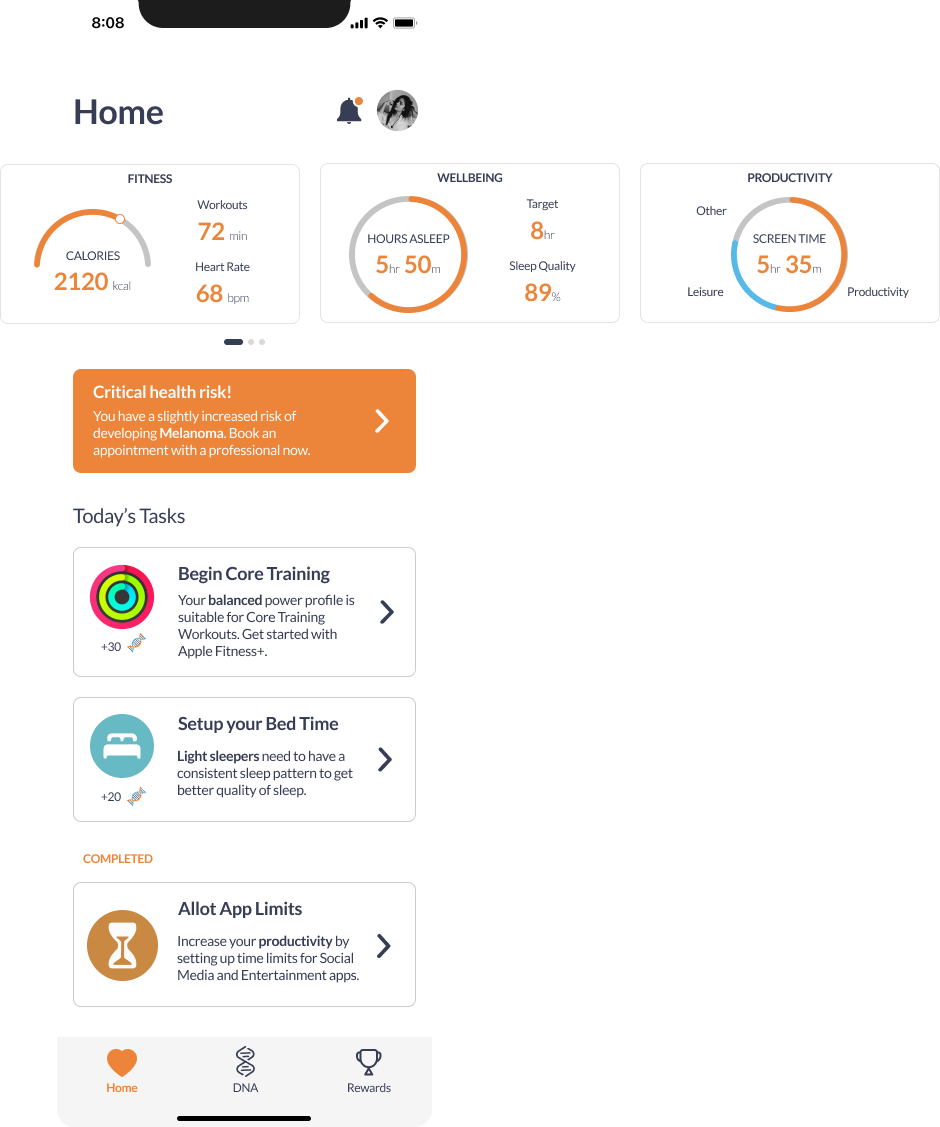 8:08
Home
FITNESS
CALORIES
2120 kcal
Workouts
72 min
Heart Rate
68 bpm
WELLBEING
HOURS ASLEEP
5hr 50m
Target
8hr
Sleep Quality
89%
PRODUCTIVITY
Other
SCREEN TIME
5hr 35m
Leisure
Productivity
Critical health risk!
You have a slightly increased risk of
developing Melanoma. Book an
appointment with a professional now.
Today’s Tasks
Begin Core Training
Your balanced power profile is
suitable for Core Training
Workouts. Get started with
Apple Fitness+.
+30
Setup your Bed Time
Light sleepers need to have a
consistent sleep pattern to get
better quality of sleep.
+20
COMPLETED
Allot App Limits
Increase your productivity by
setting up time limits for Social
Media and Entertainment apps.
Home
DNA
Rewards